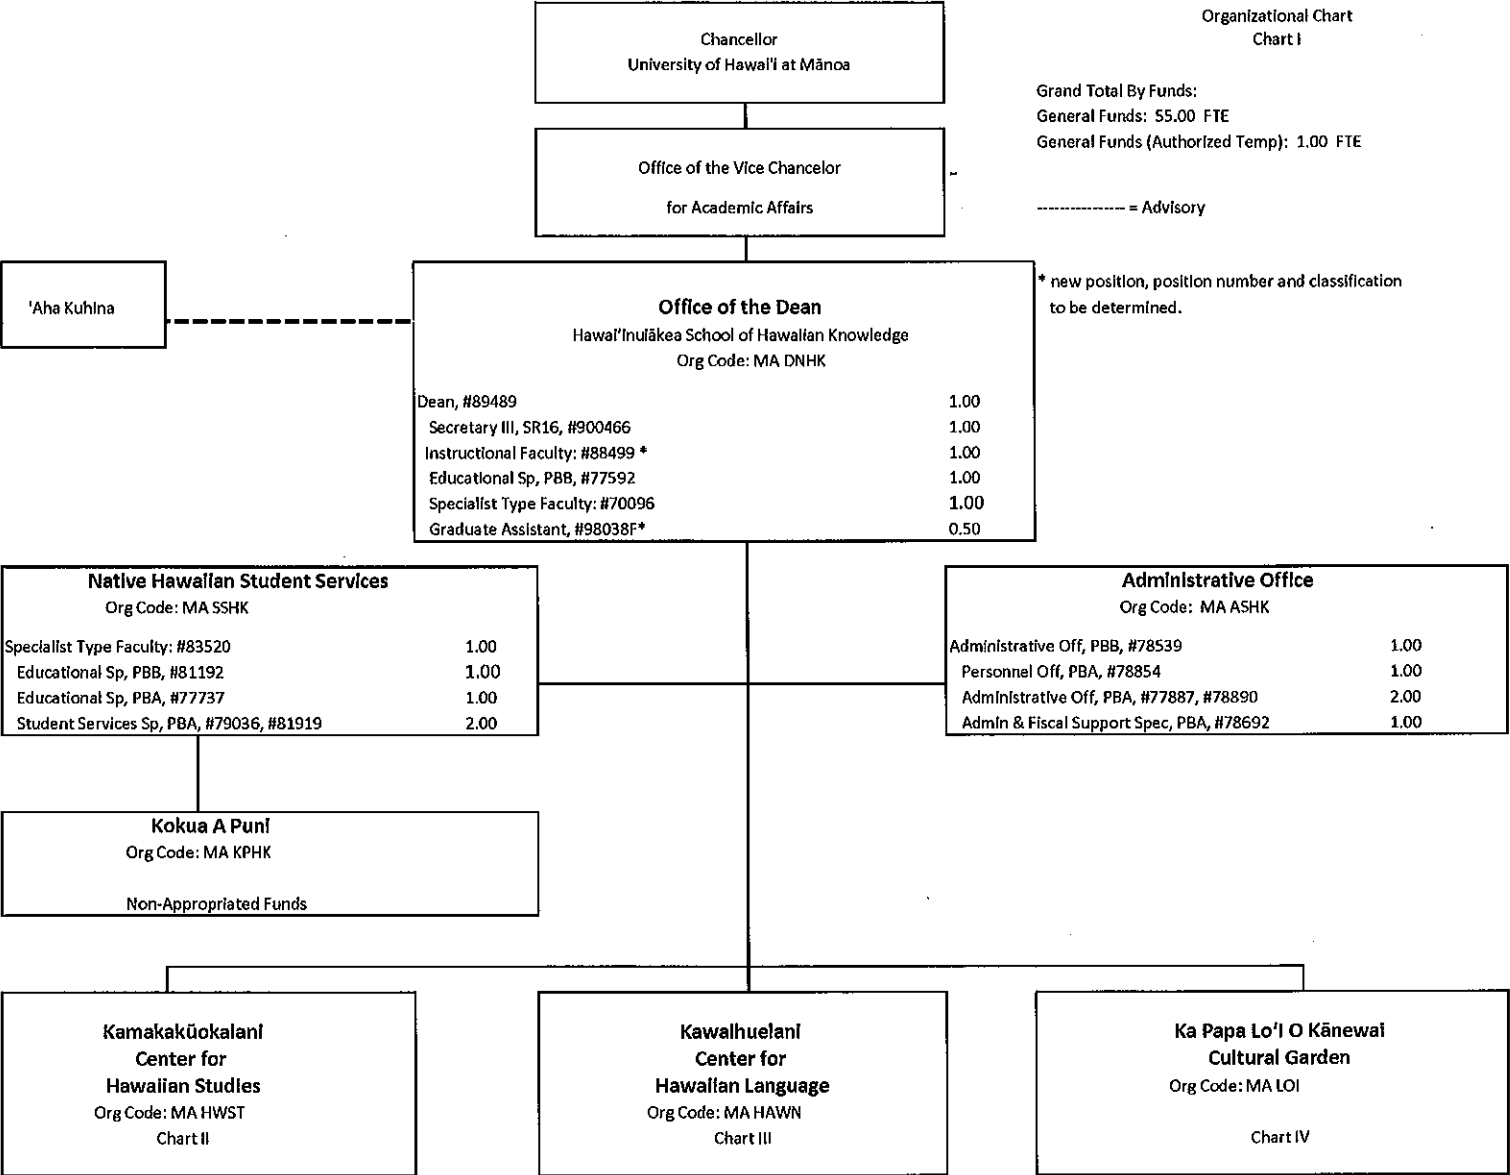 Organizational Chart
Chart I
Grand Total By Funds:
General Funds: 55.00 FTE
General Funds (Authorized Temp): 1.00 FTE
---------------- = Advisory
* new position, position number and classification
to be determined.
Chancellor
University of Hawai'i at Mānoa
Office of the Vice Chancelor
for Academic Affairs
'Aha Kuhina
Office of the Dean
Hawai'inuiākea School of Hawaiian Knowledge
Org Code: MA DNHK
Dean, #89489 1.00
Secretary III, SR16, #900466 1.00
Instructional Faculty: #88499 * 1.00
Educational Sp, PBB, #77592 1.00
Specialist Type Faculty: #70096 1.00
Graduate Assistant, #98038F* 0.50
Native Hawaiian Student Services
Org Code: MA SSHK
Specialist Type Faculty: #83520 1.00
Educational Sp, PBB, #81192 1.00
Educational Sp, PBA, #77737 1.00
Student Services Sp, PBA, #79036, #81919 2.00
Administrative Office
Org Code: MA ASHK
Administrative Off, PBB, #78539 1.00
Personnel Off, PBA, #78854 1.00
Administrative Off, PBA, #77887, #78890 2.00
Admin & Fiscal Support Spec, PBA, #78692 1.00
Kokua A Puni
Org Code: MA KPHK
Non-Appropriated Funds
Kamakakūokalani
Center for
Hawaiian Studies
Org Code: MA HWST
Chart II
Kawaihuelani
Center for
Hawaiian Language
Org Code: MA HAWN
Chart III
Ka Papa Lo'i O Kānewai
Cultural Garden
Org Code: MA LOI
Chart IV